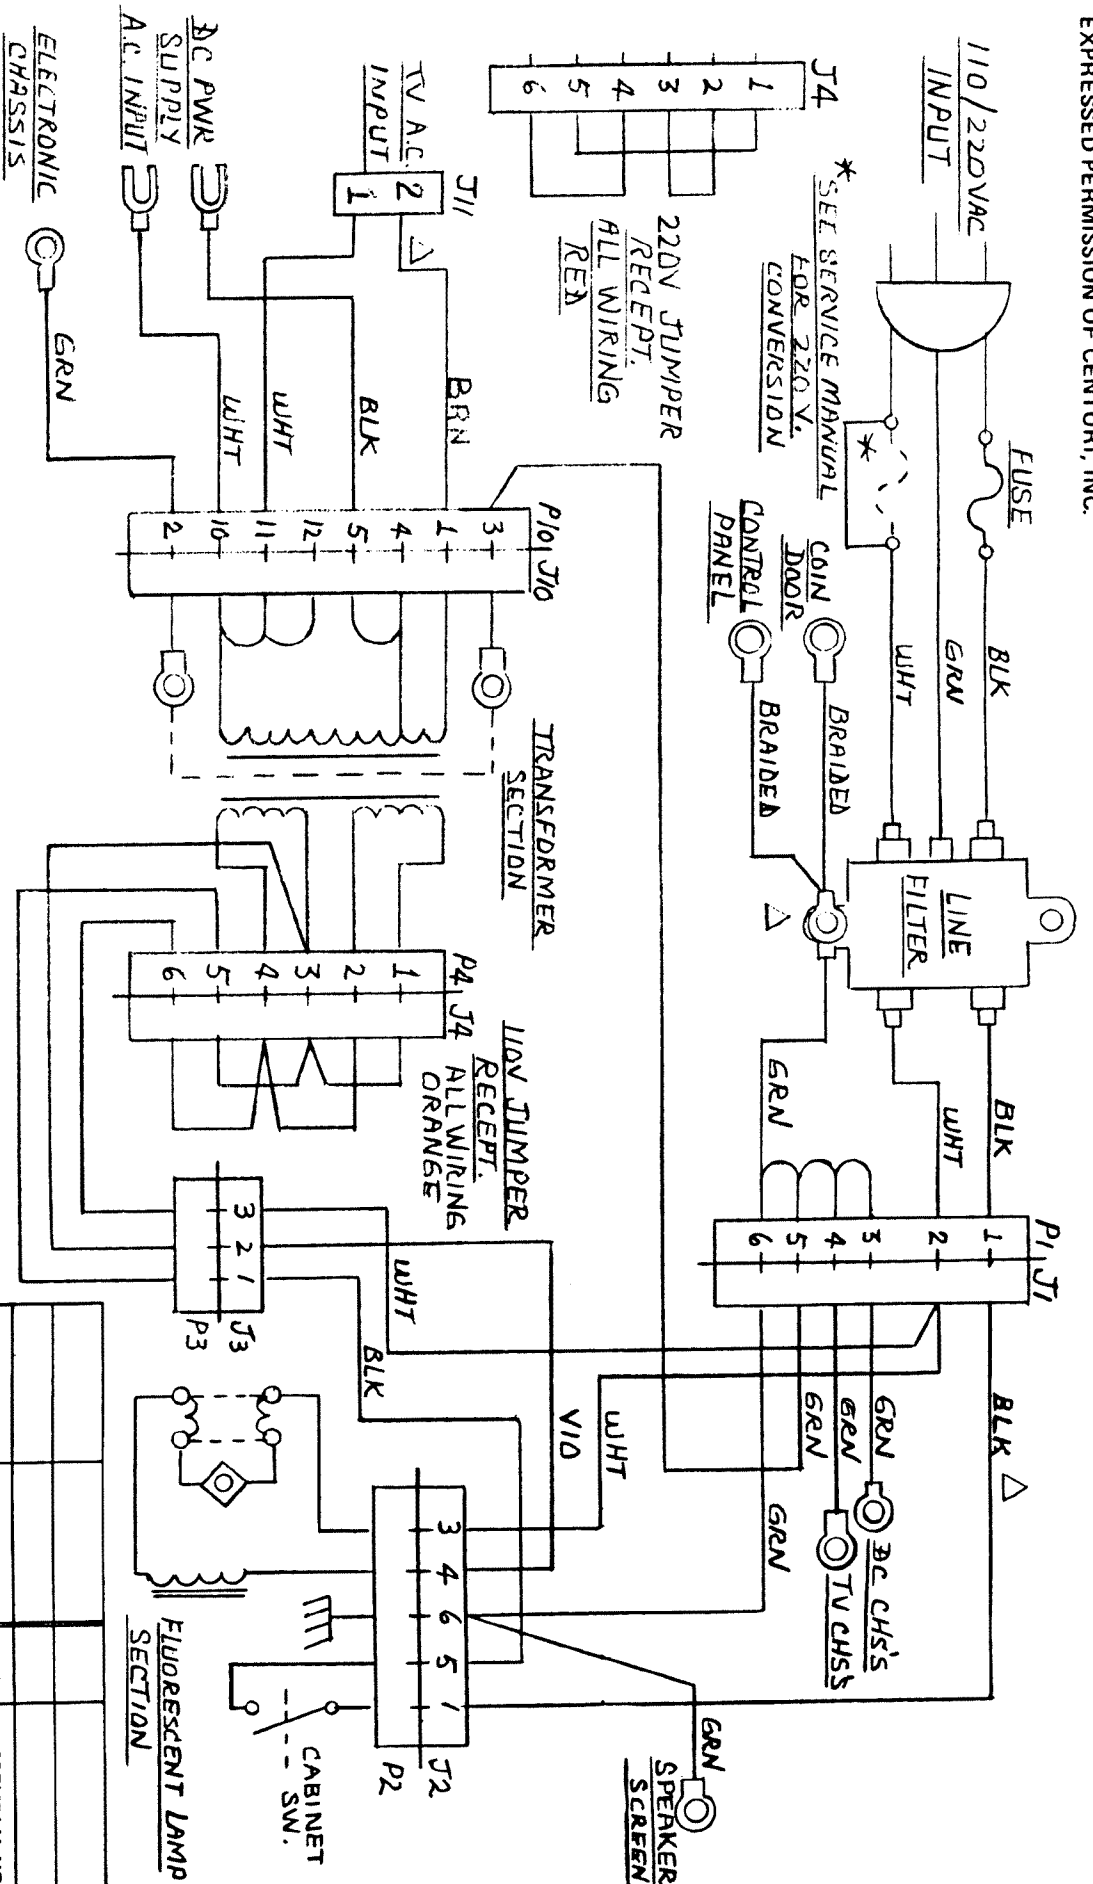 EXPRESSED PERMISSION OF CENTURI, INC.
110/220VAC
INPUT
FUSE
BLK
GRN
WHT
*
* SEE SERVICE MANUAL
FOR 220 V.
CONVERSION
LINE
FILTER
BLK
WHT
GRN
P1, J1
1
2
3
4
5
6
BLK
GRN
DC CHS'S
GRN
TV CHS'S
GRN
GRN
COIN
DOOR
BRAIDED
CONTROL
PANEL
BRAIDED
J4
1
2
3
4
5
6
220V JUMPER
RECEPT.
ALL WIRING
RED
GRN
SPEAKER
SCREEN
TV A.C.
INPUT
J11
2
1
BRN
DC PWR
SUPPLY
A.C. INPUT
BLK
WHT
WHT
ELECTRONIC
CHASSIS
GRN
P10, J10
3
1
4
5
12
11
10
2
TRANSFORMER
SECTION
P4 J4
1
2
3
4
5
6
110V JUMPER
RECEPT.
ALL WIRING
ORANGE
J3
P3
3
2
1
WHT
BLK
VIO
WHT
J2
P2
3
4
6
5
1
CABINET
SW.
FLUORESCENT LAMP
SECTION